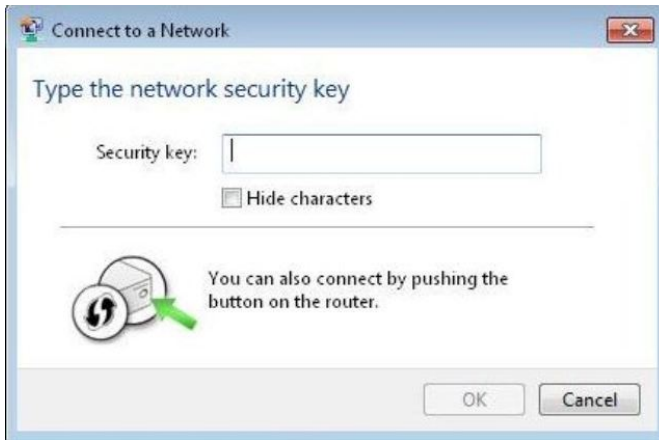 Connect to a Network
Type the network security key
Security key:
Hide characters
You can also connect by pushing the
button on the router.
OK
Cancel